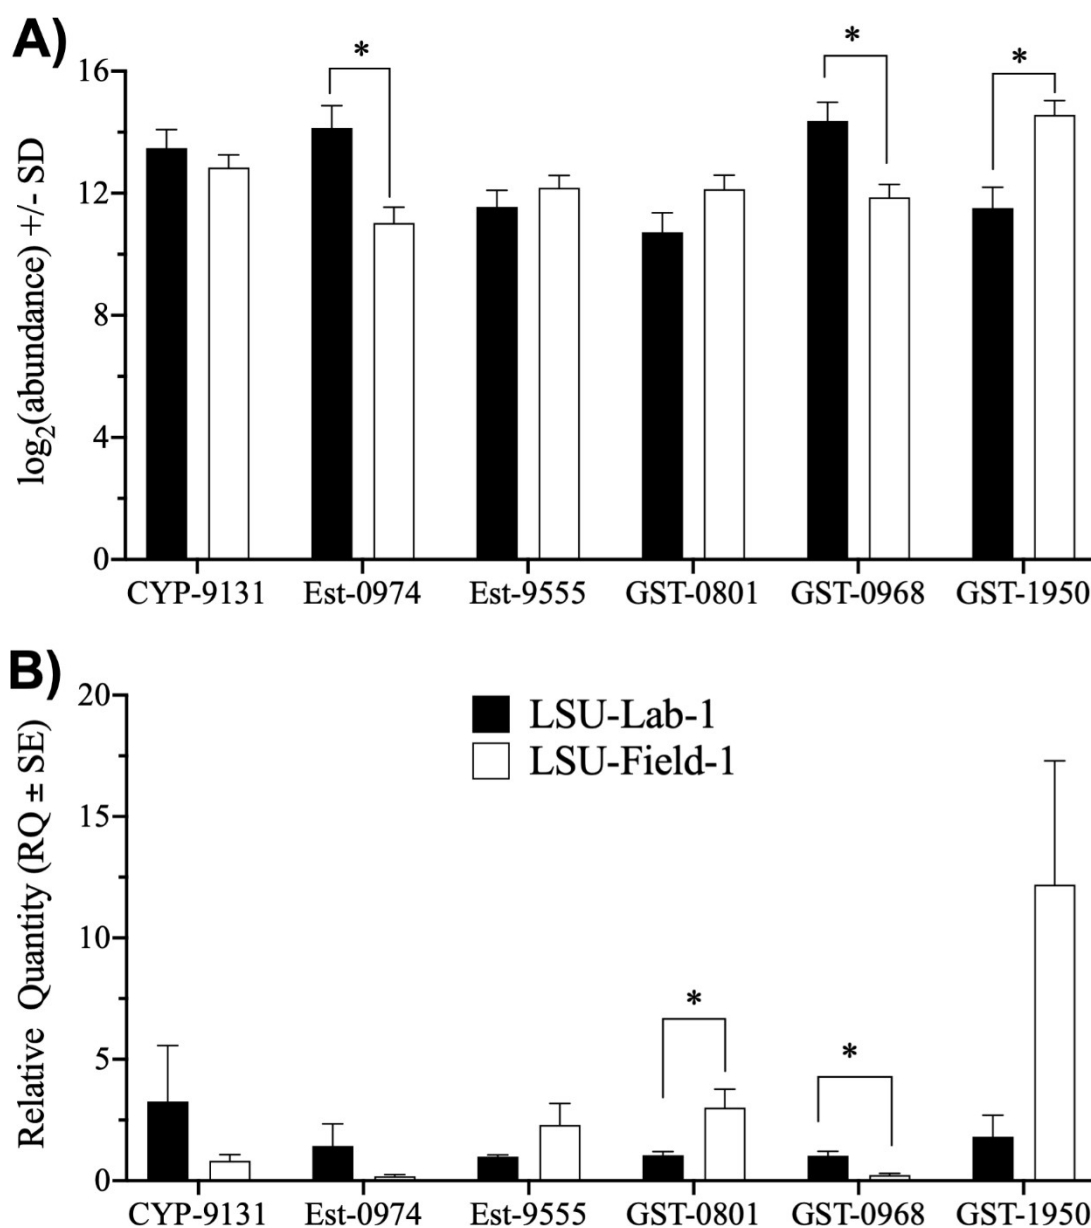 A)
*
*
*
16
12
8
4
0
log₂(abundance) +/- SD
CYP-9131 Est-0974 Est-9555 GST-0801 GST-0968 GST-1950
B)
20
15
10
5
0
Relative Quantity (RQ ± SE)
LSU-Lab-1
LSU-Field-1
*
*
CYP-9131 Est-0974 Est-9555 GST-0801 GST-0968 GST-1950